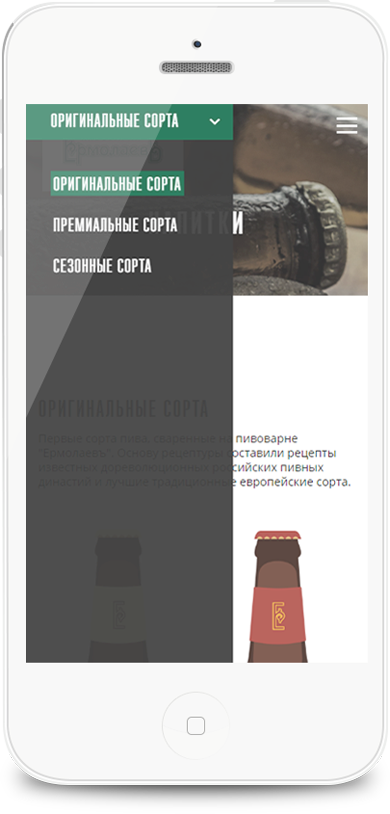 ОРИГИНАЛЬНЫЕ СОРТА
ОРИГИНАЛЬНЫЕ СОРТА
НАПИТКИ
ПРЕМИАЛЬНЫЕ СОРТА
СЕЗОННЫЕ СОРТА
ОРИГИНАЛЬНЫЕ СОРТА
Первые сорта пива, сваренные на пивоварне
"Ермолаевъ". Основу рецептуры составили рецепты
известных дореволюционных российских пивных
династий и лучшие традиционные европейские сорта.